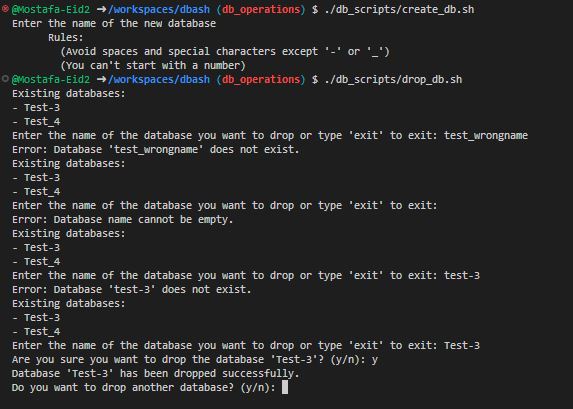 @Mostafa-Eid2 ➜/workspaces/dbash (db_operations) $ ./db_scripts/create_db.sh
Enter the name of the new database
Rules:
(Avoid spaces and special characters except '-' or '_')
(You can't start with a number)
@Mostafa-Eid2 ➜/workspaces/dbash (db_operations) $ ./db_scripts/drop_db.sh
Existing databases:
- Test-3
- Test_4
Enter the name of the database you want to drop or type 'exit' to exit: test_wrongname
Error: Database 'test_wrongname' does not exist.
Existing databases:
- Test-3
- Test_4
Enter the name of the database you want to drop or type 'exit' to exit:
Error: Database name cannot be empty.
Existing databases:
- Test-3
- Test_4
Enter the name of the database you want to drop or type 'exit' to exit: test-3
Error: Database 'test-3' does not exist.
Existing databases:
- Test-3
- Test_4
Enter the name of the database you want to drop or type 'exit' to exit: Test-3
Are you sure you want to drop the database 'Test-3'? (y/n): y
Database 'Test-3' has been dropped successfully.
Do you want to drop another database? (y/n):